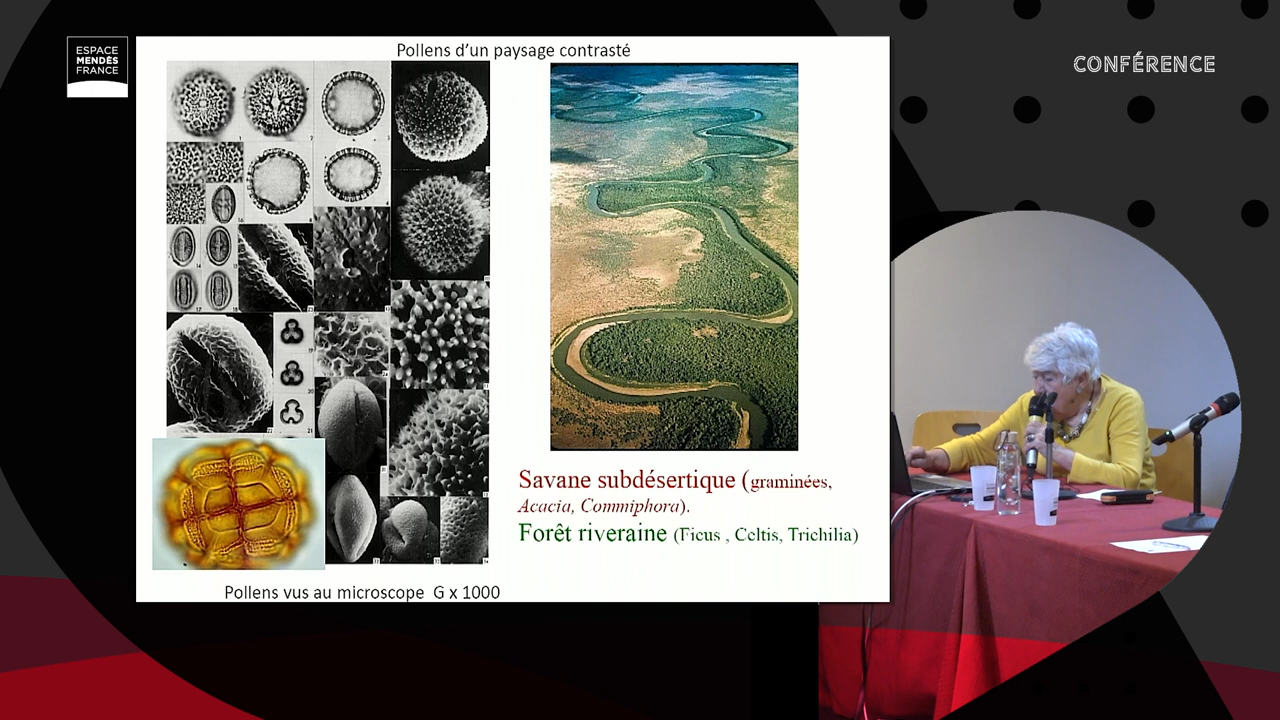 ESPACE
MENDÈS
FRANCE
CONFÉRENCE
Pollens d’un paysage contrasté
Savane subdésertique (graminées,
Acacia, Commiphora).
Forêt riveraine (Ficus , Celtis, Trichilia)
Pollens vus au microscope G x 1000